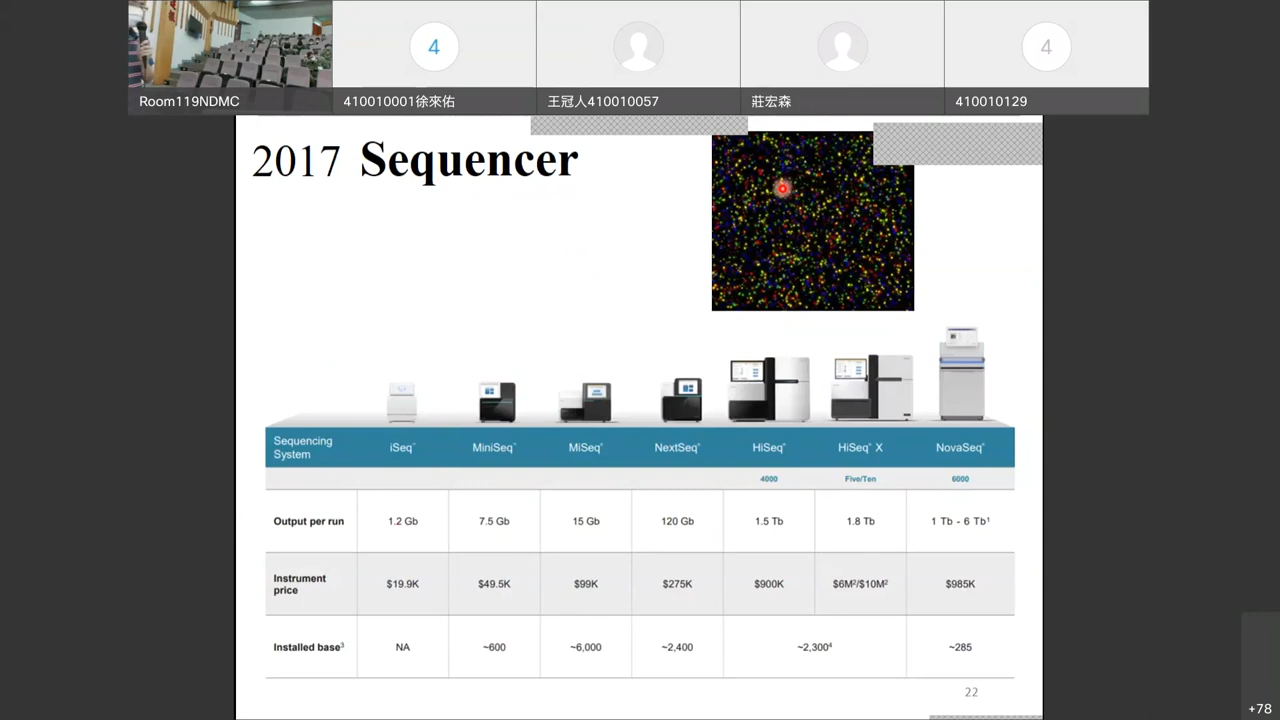 4
4
Room119NDMC
410010001徐來佑
王冠人410010057
莊宏森
410010129
2017 Sequencer
Sequencing System
iSeq™
MiniSeq™
MiSeq®
NextSeq®
HiSeq®
HiSeq® X
NovaSeq®
4000
Five/Ten
6000
Output per run
1.2 Gb
7.5 Gb
15 Gb
120 Gb
1.5 Tb
1.8 Tb
1 Tb - 6 Tb¹
Instrument price
$19.9K
$49.5K
$99K
$275K
$900K
$6M²/$10M²
$985K
Installed base³
NA
~600
~6,000
~2,400
~2,300⁴
~285
22
+78